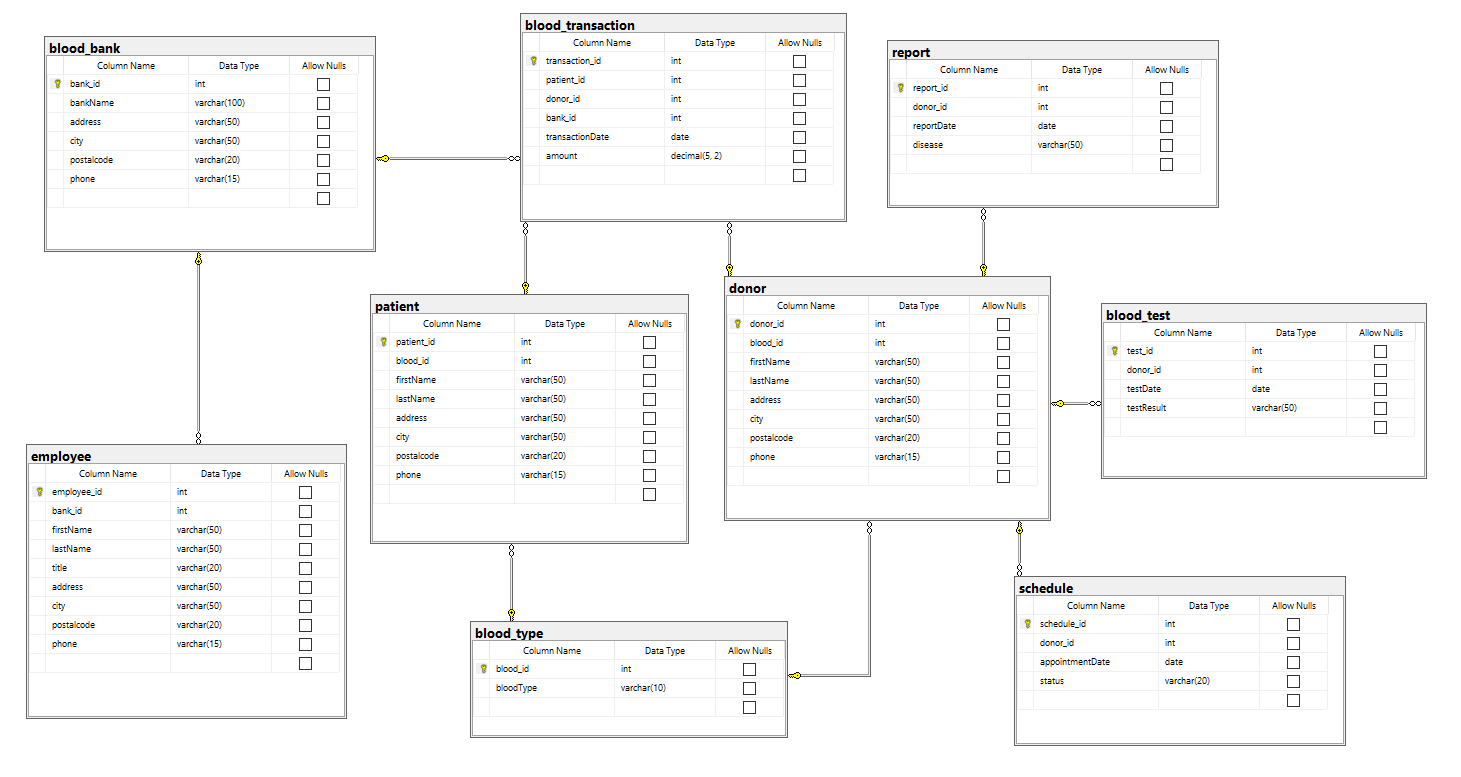 blood_bank
Column Name Data Type Allow Nulls
bank_id int
bankName varchar(100)
address varchar(50)
city varchar(50)
postalcode varchar(20)
phone varchar(15)
blood_transaction
Column Name Data Type Allow Nulls
transaction_id int
patient_id int
donor_id int
bank_id int
transactionDate date
amount decimal(5, 2)
report
Column Name Data Type Allow Nulls
report_id int
donor_id int
reportDate date
disease varchar(50)
patient
Column Name Data Type Allow Nulls
patient_id int
blood_id int
firstName varchar(50)
lastName varchar(50)
address varchar(50)
city varchar(50)
postalcode varchar(20)
phone varchar(15)
donor
Column Name Data Type Allow Nulls
donor_id int
blood_id int
firstName varchar(50)
lastName varchar(50)
address varchar(50)
city varchar(50)
postalcode varchar(20)
phone varchar(15)
blood_test
Column Name Data Type Allow Nulls
test_id int
donor_id int
testDate date
testResult varchar(50)
employee
Column Name Data Type Allow Nulls
employee_id int
bank_id int
firstName varchar(50)
lastName varchar(50)
title varchar(20)
address varchar(50)
city varchar(50)
postalcode varchar(20)
phone varchar(15)
blood_type
Column Name Data Type Allow Nulls
blood_id int
bloodType varchar(10)
schedule
Column Name Data Type Allow Nulls
schedule_id int
donor_id int
appointmentDate date
status varchar(20)